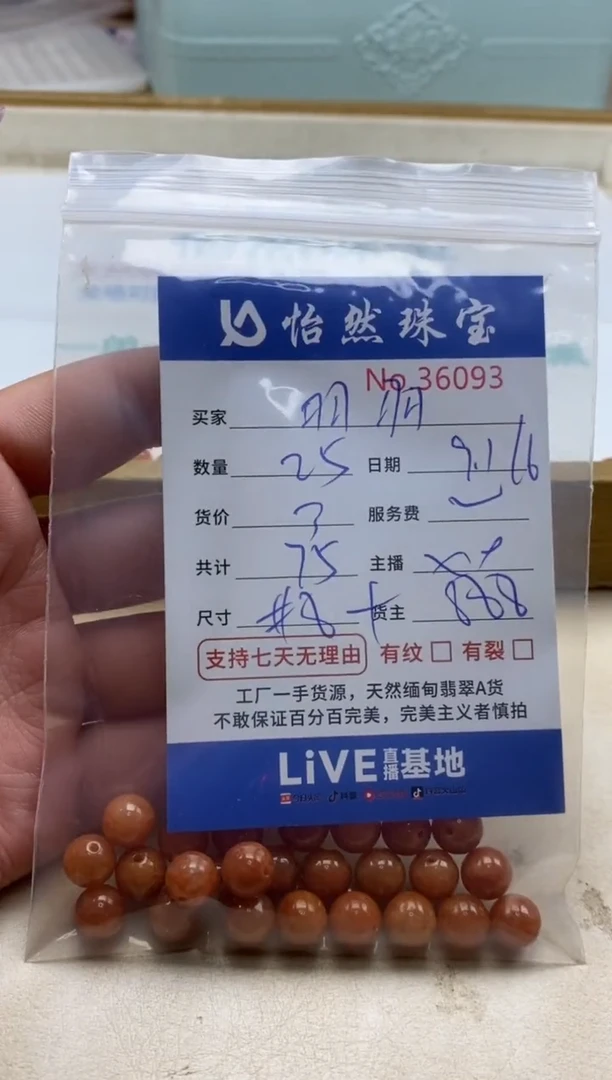 怡然珠宝
No.36093
买家
数量 25 日期 9.16
货价 3 服务费
共计 75 主播
尺寸 #8+ 货主 888
支持七天无理由 有纹□ 有裂□
工厂一手货源，天然缅甸翡翠A货
不敢保证百分百完美，完美主义者慎拍
LiVE直播基地